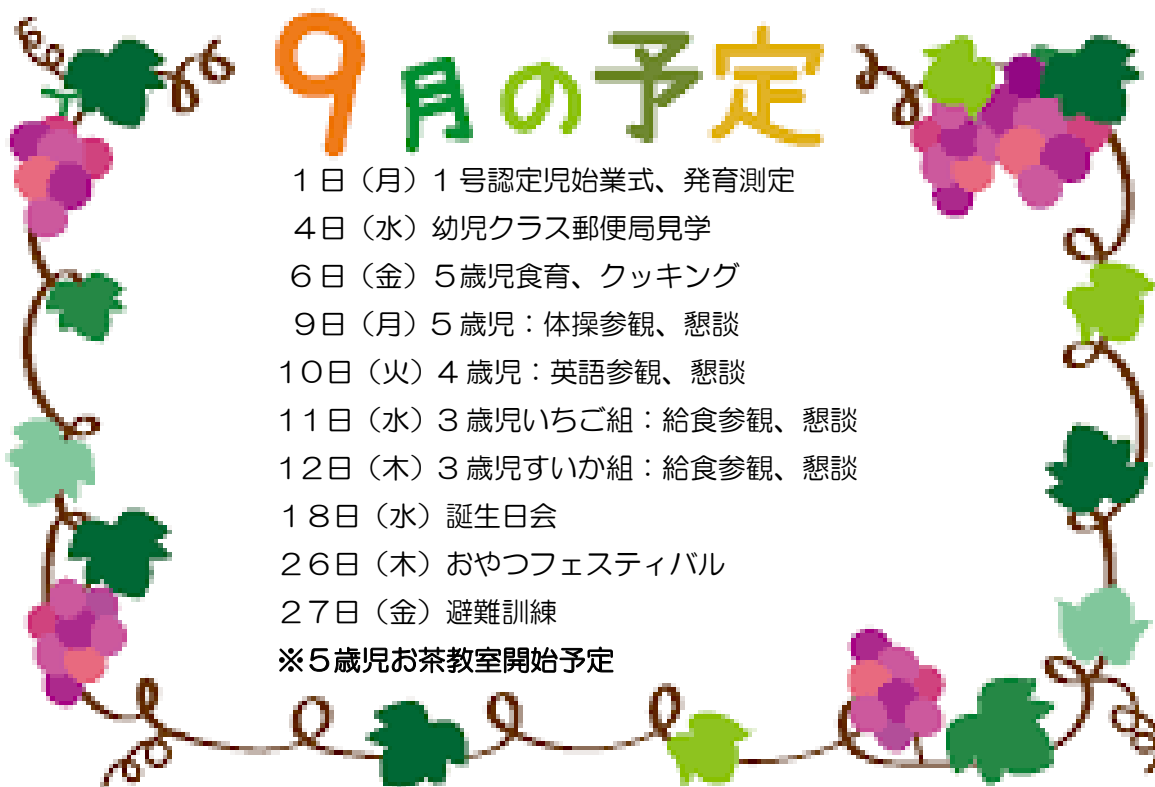 9月の予定
1日（月）1号認定児始業式、発育測定
4日（水）幼児クラス郵便局見学
6日（金）5歳児食育、クッキング
9日（月）5歳児：体操参観、懇談
10日（火）4歳児：英語参観、懇談
11日（水）3歳児いちご組：給食参観、懇談
12日（木）3歳児すいか組：給食参観、懇談
18日（水）誕生日会
26日（木）おやつフェスティバル
27日（金）避難訓練
※5歳児お茶教室開始予定